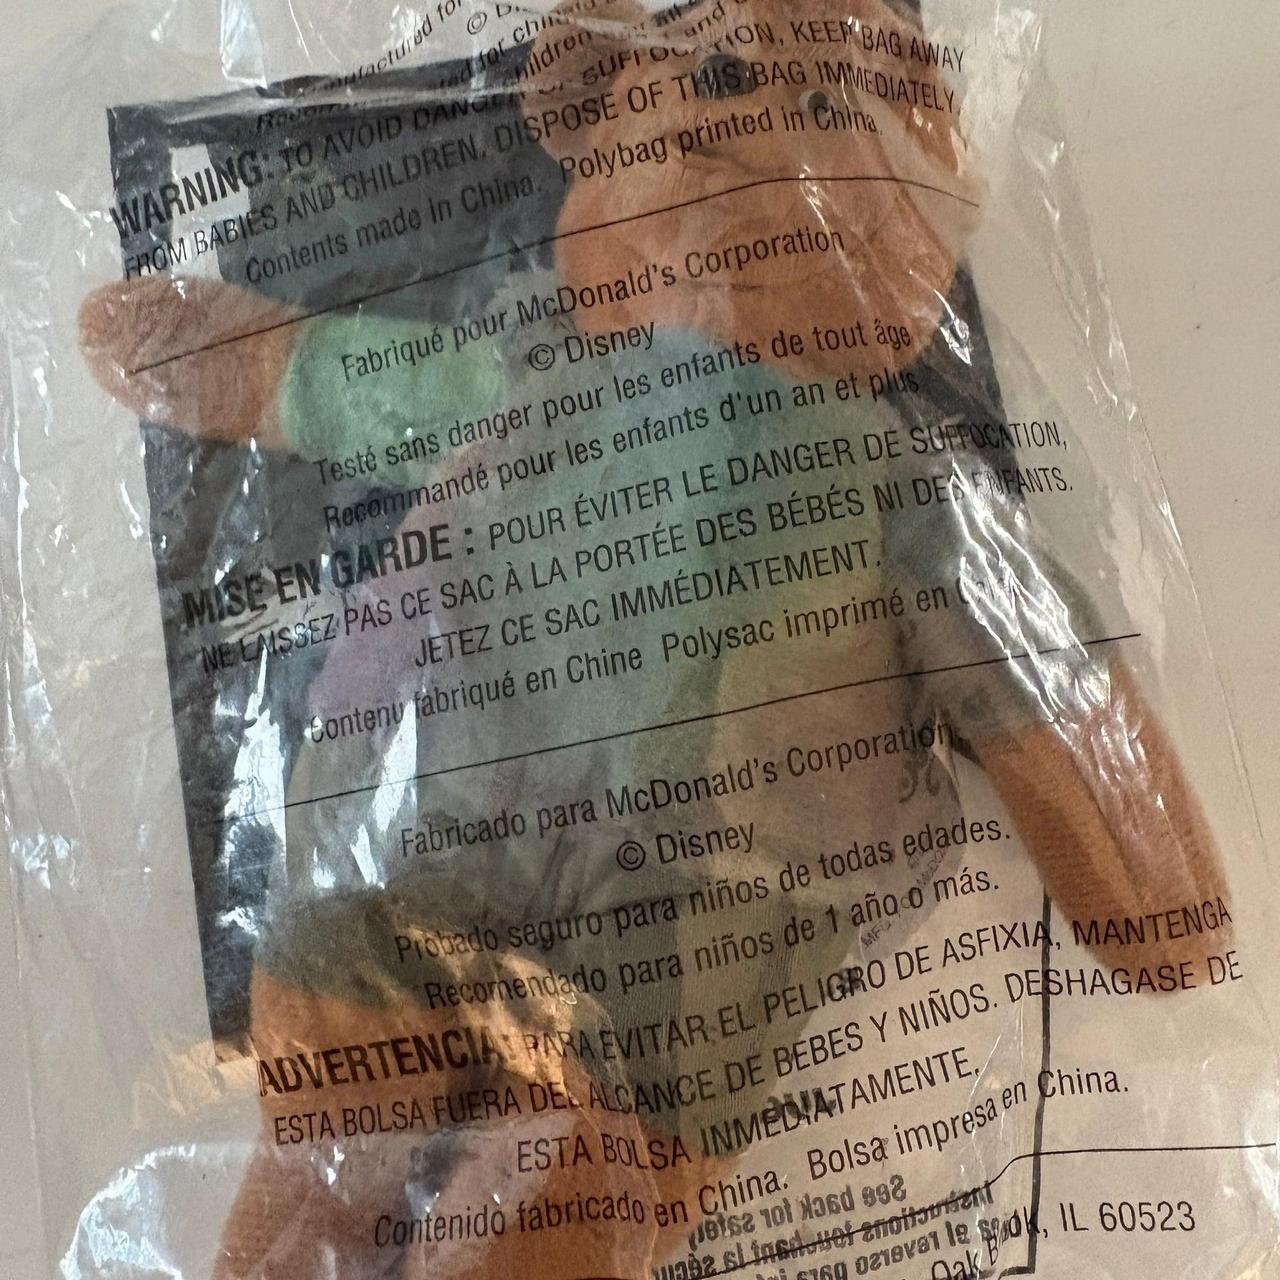 © D
WARNING: TO AVOID DANGER OF SUFFOCATION, KEEP BAG AWAY
FROM BABIES AND CHILDREN. DISPOSE OF THIS BAG IMMEDIATELY.
Contents made in China. Polybag printed in China.
Fabriqué pour McDonald's Corporation
© Disney
Testé sans danger pour les enfants de tout âge
Recommandé pour les enfants d'un an et plus
MISE EN GARDE : POUR ÉVITER LE DANGER DE SUFFOCATION,
NE LAISSEZ PAS CE SAC À LA PORTÉE DES BÉBÉS NI DES ENFANTS.
JETEZ CE SAC IMMÉDIATEMENT.
Contenu fabriqué en Chine Polysac imprimé en
Fabricado para McDonald's Corporation
© Disney
Probado seguro para niños de todas edades.
Recomendado para niños de 1 año o más.
ADVERTENCIA: PARA EVITAR EL PELIGRO DE ASFIXIA, MANTENGA
ESTA BOLSA FUERA DEL ALCANCE DE BEBES Y NIÑOS. DESHAGASE DE
ESTA BOLSA INMEDIATAMENTE.
Contenido fabricado en China. Bolsa impresa en China.
See back for safety
Oak Brook, IL 60523